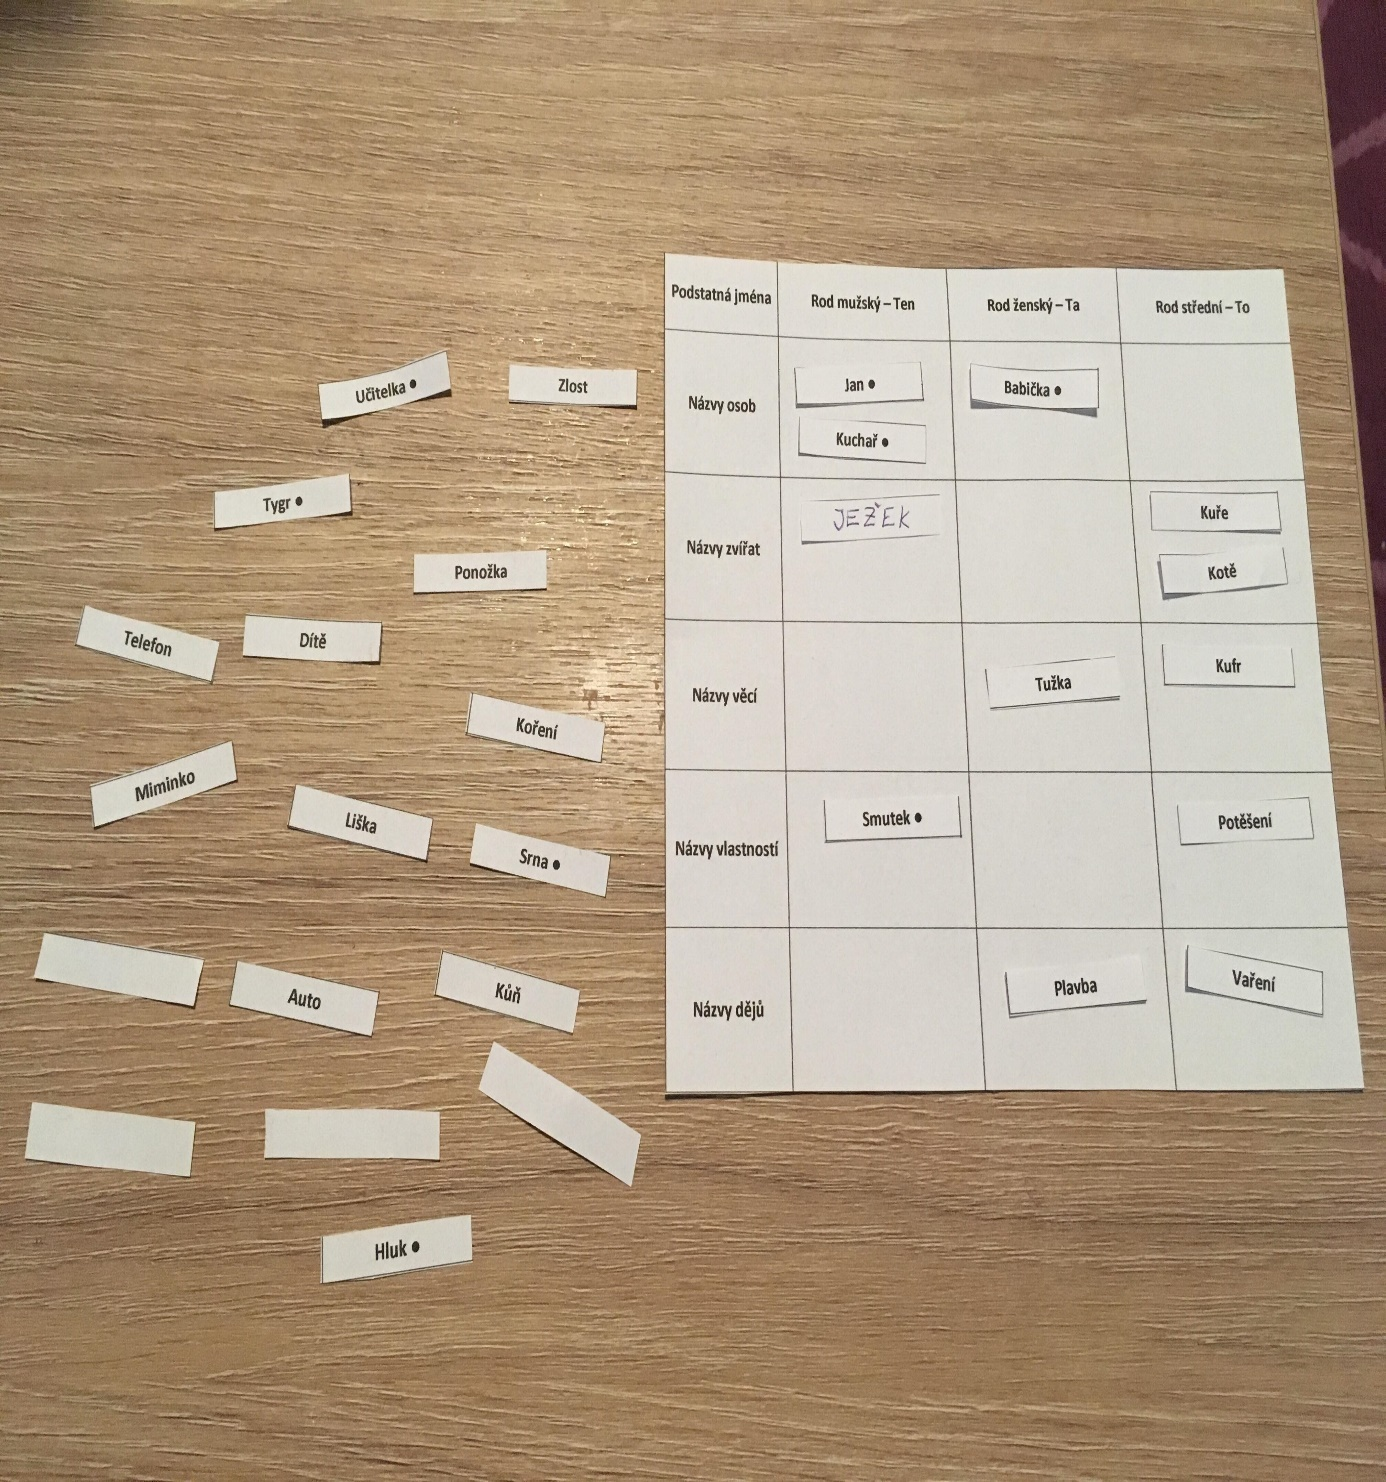 Učitelka •
Zlost
Tygr •
Ponožka
Telefon
Dítě
Koření
Miminko
Liška
Srna •
Auto
Kůň
Hluk •
Podstatná jména
Rod mužský – Ten
Rod ženský – Ta
Rod střední – To
Názvy osob
Jan •
Kuchař •
Babička •
Názvy zvířat
JEŽEK
Kuře
Kotě
Názvy věcí
Tužka
Kufr
Názvy vlastností
Smutek •
Potěšení
Názvy dějů
Plavba
Vaření